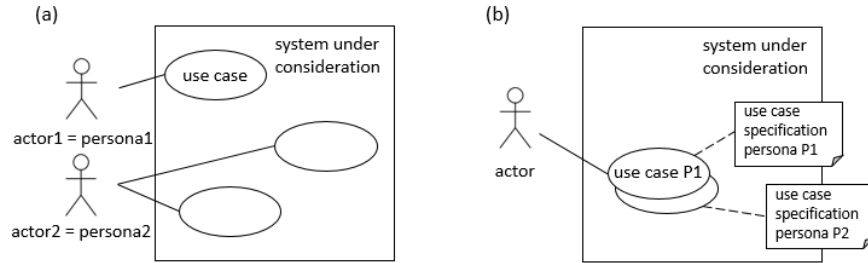 (a)
system under
consideration
use case
actor1 = persona1
actor2 = persona2
(b)
system under
consideration
actor
use case P1
use case
specification
persona P1
use case
specification
persona P2